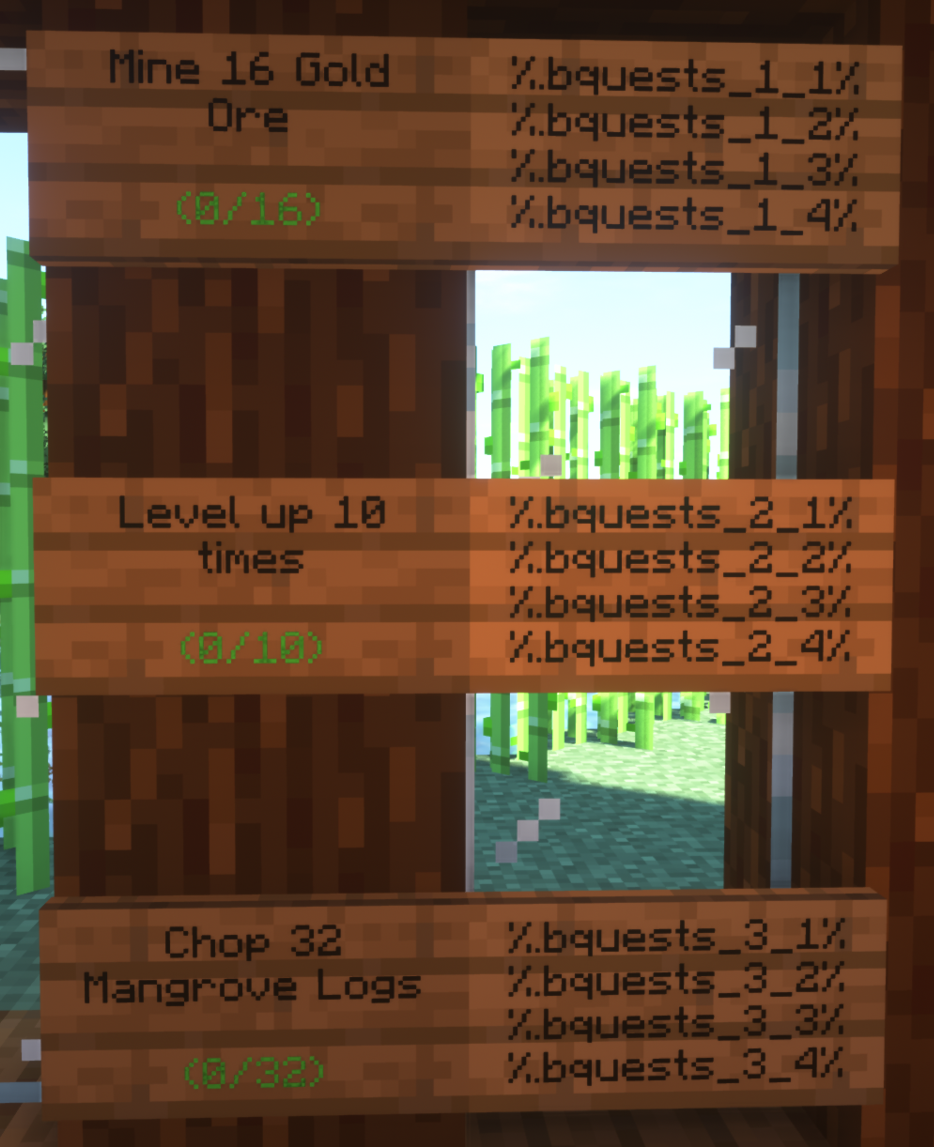 Mine 16 Gold
Ore
(0/16)
%.bquests_1_1%
%.bquests_1_2%
%.bquests_1_3%
%.bquests_1_4%
Level up 10
times
(0/10)
%.bquests_2_1%
%.bquests_2_2%
%.bquests_2_3%
%.bquests_2_4%
Chop 32
Mangrove Logs
(0/32)
%.bquests_3_1%
%.bquests_3_2%
%.bquests_3_3%
%.bquests_3_4%